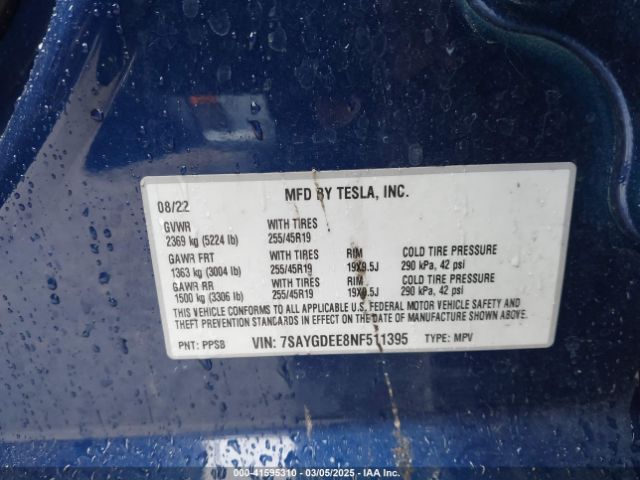 MFD BY TESLA, INC.
08/22
GVWR WITH TIRES
2369 kg (5224 lb) 255/45R19
GAWR FRT WITH TIRES RIM COLD TIRE PRESSURE
1363 kg (3004 lb) 255/45R19 19X9.5J 290 kPa, 42 psi
GAWR RR WITH TIRES RIM COLD TIRE PRESSURE
1500 kg (3306 lb) 255/45R19 19X9.5J 290 kPa, 42 psi
THIS VEHICLE CONFORMS TO ALL APPLICABLE U.S. FEDERAL MOTOR VEHICLE SAFETY AND
THEFT PREVENTION STANDARDS IN EFFECT ON THE DATE OF MANUFACTURE SHOWN ABOVE.
PNT: PPSB VIN: 7SAYGDEE8NF511395 TYPE: MPV
Stock No: 41595310 | 03/05/2025 - IAA Inc.